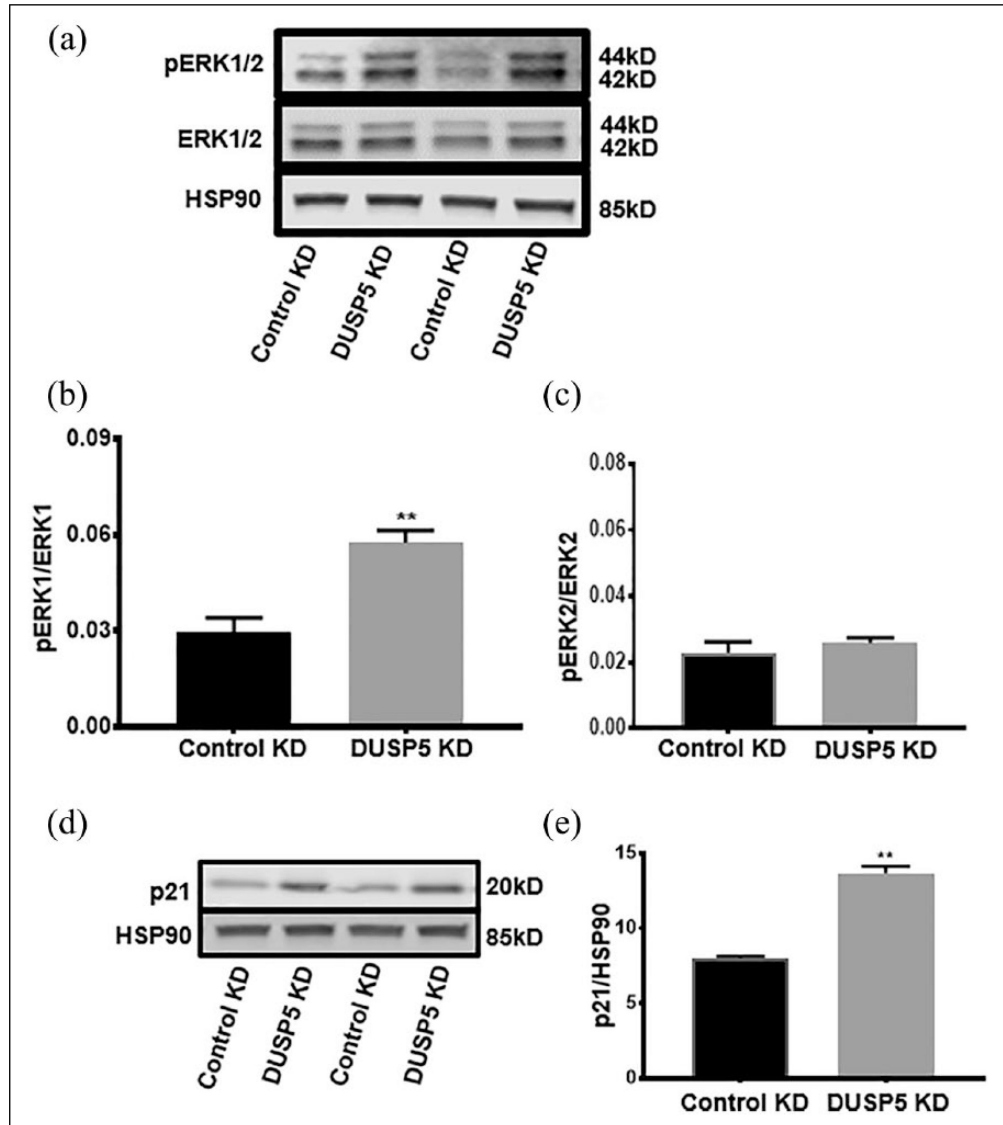 (a)
pERK1/2
44kD
42kD
ERK1/2
44kD
42kD
HSP90
85kD
Control KD
DUSP5 KD
Control KD
DUSP5 KD
(b)
0.09
0.06
0.03
0.00
pERK1/ERK1
**
Control KD
DUSP5 KD
(c)
0.08
0.06
0.04
0.02
0.00
pERK2/ERK2
Control KD
DUSP5 KD
(d)
p21
20kD
HSP90
85kD
Control KD
DUSP5 KD
Control KD
DUSP5 KD
(e)
15
10
5
0
p21/HSP90
**
Control KD
DUSP5 KD